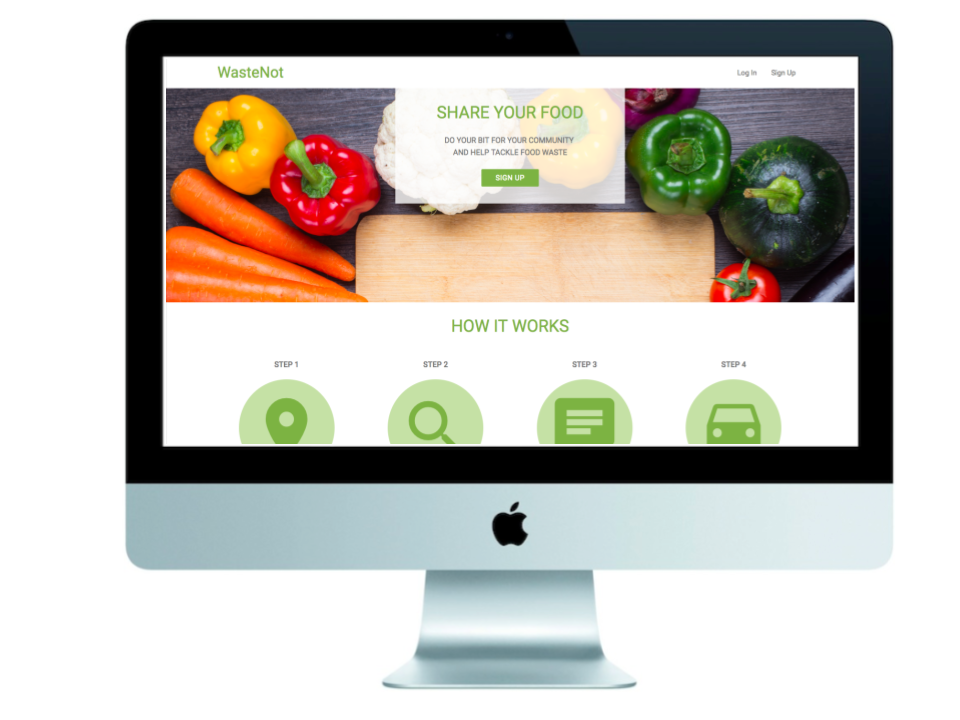 WasteNot
Log In
Sign Up
SHARE YOUR FOOD
DO YOUR BIT FOR YOUR COMMUNITY
AND HELP TACKLE FOOD WASTE
SIGN UP
HOW IT WORKS
STEP 1
STEP 2
STEP 3
STEP 4